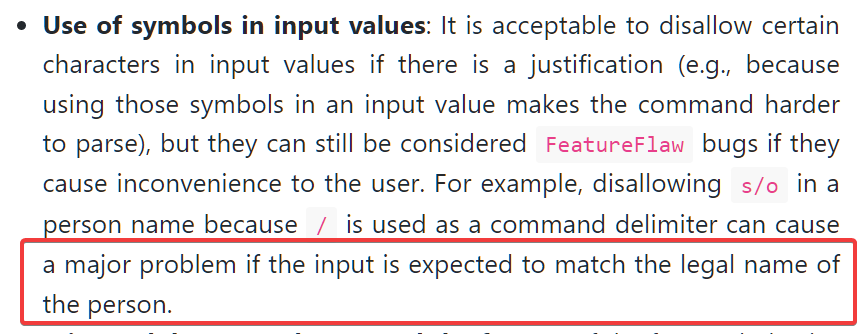 • Use of symbols in input values: It is acceptable to disallow certain
characters in input values if there is a justification (e.g., because
using those symbols in an input value makes the command harder
to parse), but they can still be considered FeatureFlaw bugs if they
cause inconvenience to the user. For example, disallowing s/o in a
person name because / is used as a command delimiter can cause
a major problem if the input is expected to match the legal name of
the person.